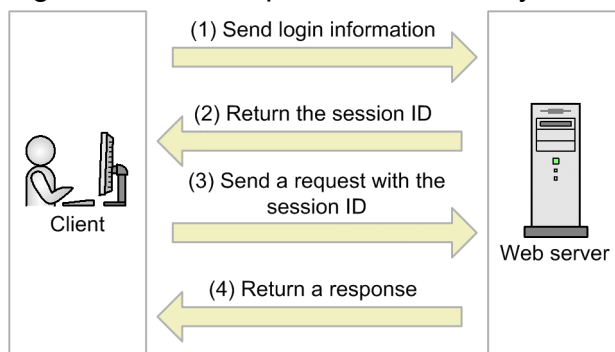 (1) Send login information
(2) Return the session ID
(3) Send a request with the
session ID
Client
Web server
(4) Return a response